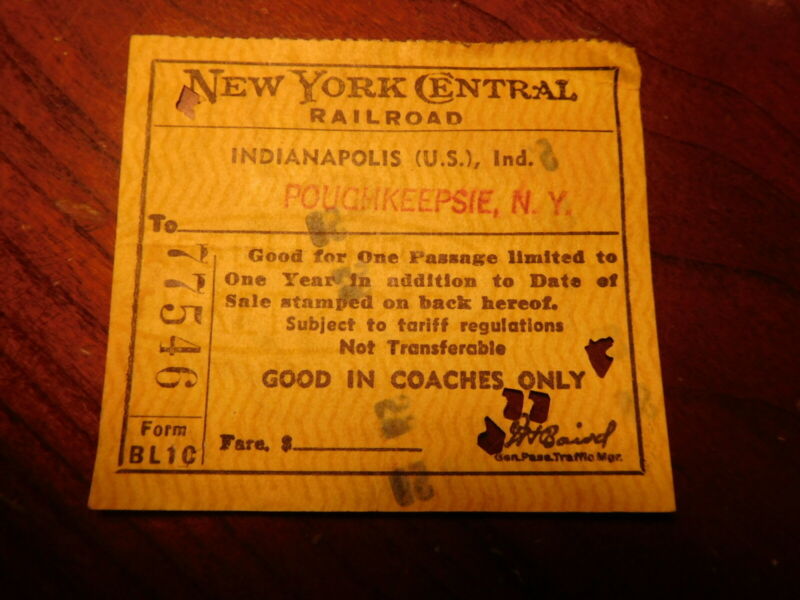 NEW YORK CENTRAL
RAILROAD
INDIANAPOLIS (U.S.), Ind.
POUGHKEEPSIE, N. Y.
To
77546
Good for One Passage limited to
One Year in addition to Date of
Sale stamped on back hereof.
Subject to tariff regulations
Not Transferable
GOOD IN COACHES ONLY
Form
BL1C
Fare, $
Baird
Gen. Pass. Traffic Mgr.